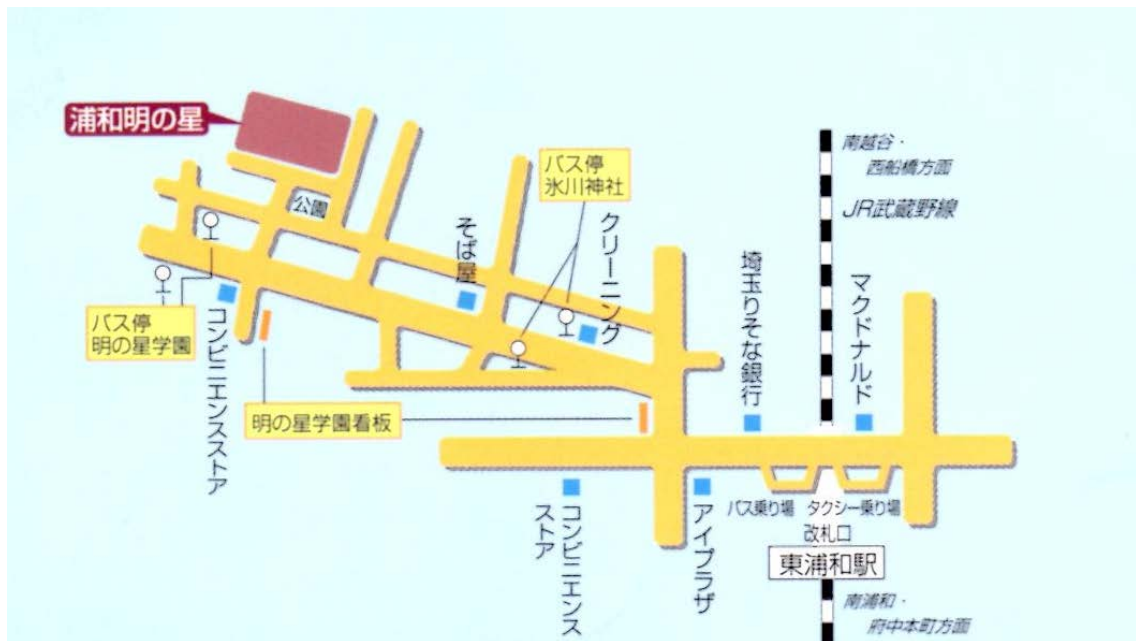 浦和明の星
バス停
氷川神社
南越谷・
西船橋方面
JR武蔵野線
公園
そば屋
クリーニング
埼玉りそな銀行
マクドナルド
バス停
明の星学園
コンビニエンスストア
明の星学園看板
コンビニエンス
ストア
アイプラザ
バス乗り場
タクシー乗り場
改札口
東浦和駅
南浦和・
府中本町方面